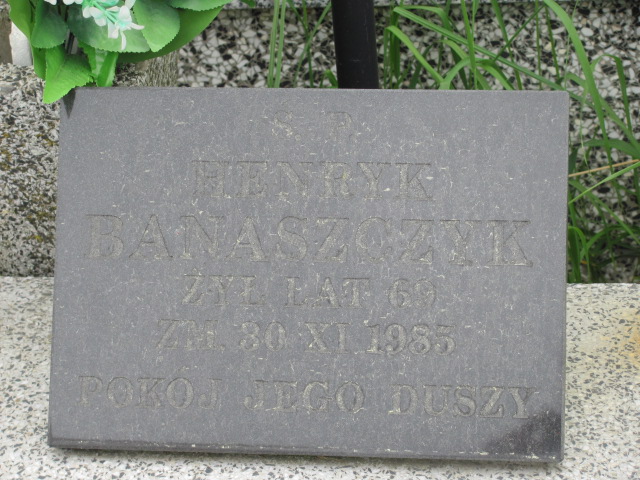 Ś. P.
HENRYK
BANASZCZYK
ŻYŁ LAT 69
ZM. 30 XI 1985
POKÓJ JEGO DUSZY